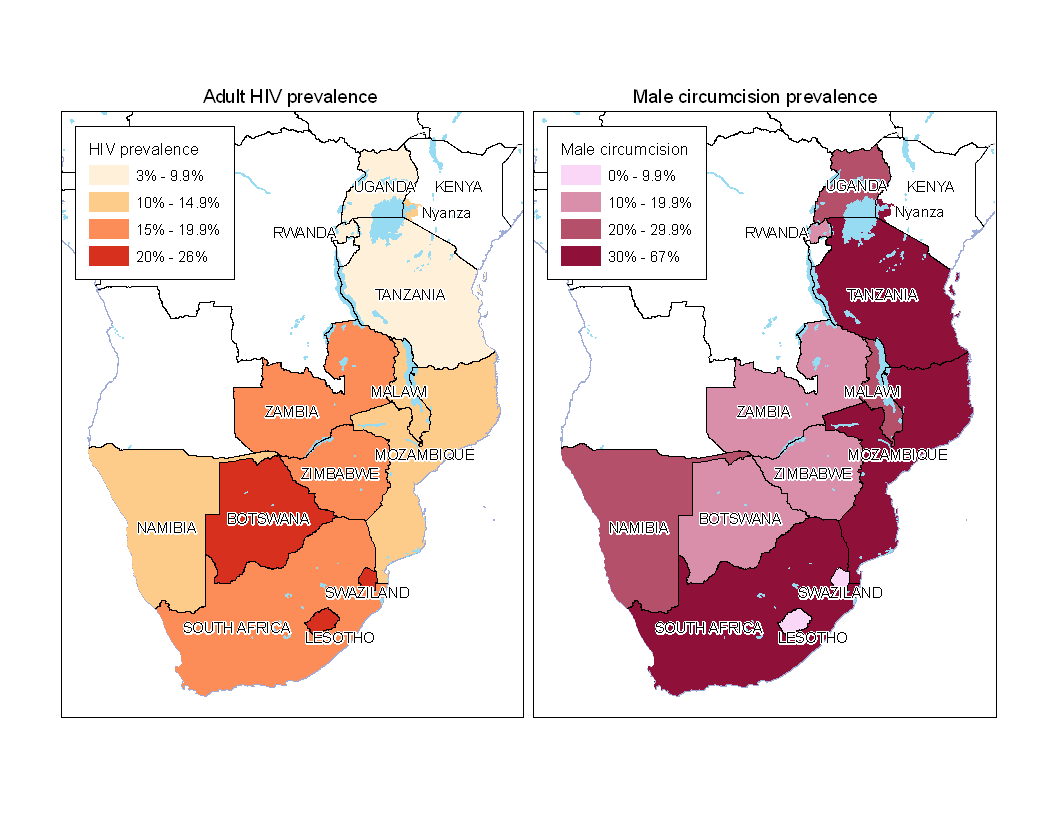 Adult HIV prevalence
HIV prevalence
3% - 9.9%
10% - 14.9%
15% - 19.9%
20% - 26%
UGANDA
KENYA
Nyanza
RWANDA
TANZANIA
MALAWI
ZAMBIA
MOZAMBIQUE
ZIMBABWE
BOTSWANA
NAMIBIA
SWAZILAND
SOUTH AFRICA
LESOTHO
Male circumcision prevalence
Male circumcision
0% - 9.9%
10% - 19.9%
20% - 29.9%
30% - 67%
UGANDA
KENYA
Nyanza
RWANDA
TANZANIA
MALAWI
ZAMBIA
MOZAMBIQUE
ZIMBABWE
BOTSWANA
NAMIBIA
SWAZILAND
SOUTH AFRICA
LESOTHO